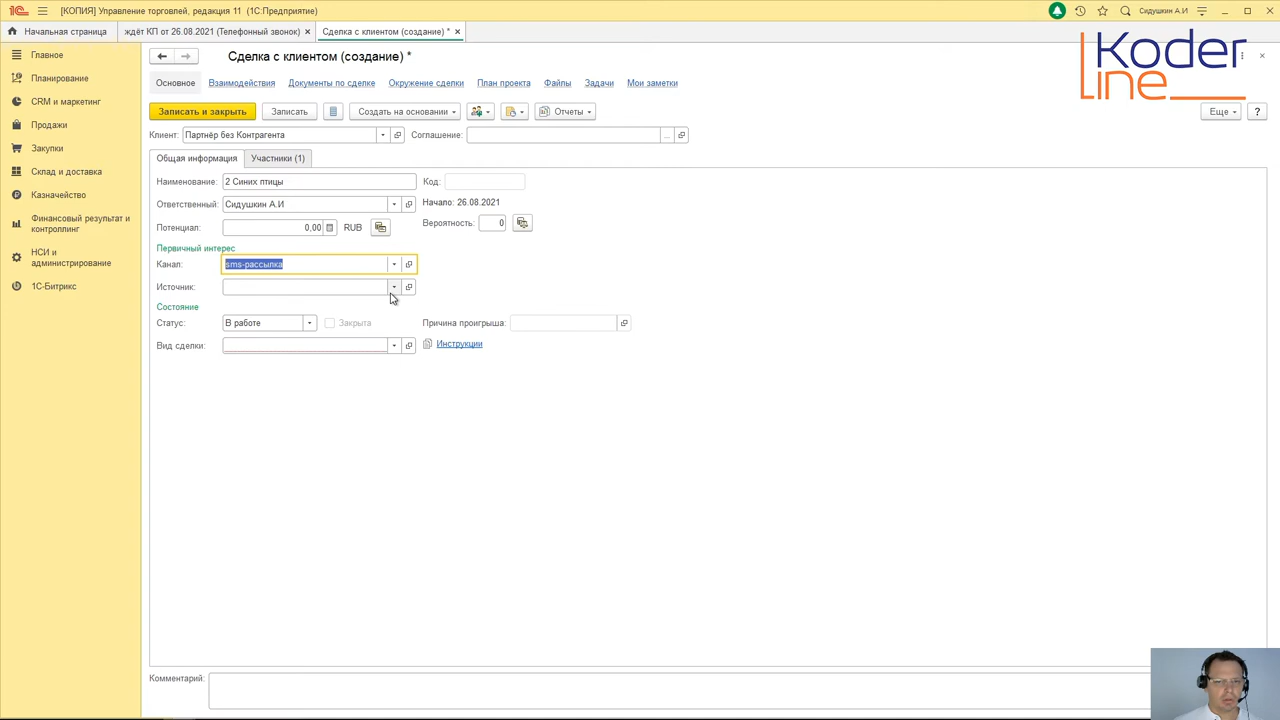 [КОПИЯ] Управление торговлей, редакция 11 (1С:Предприятие)
Сидушкин А.И
Начальная страница
ждёт КП от 26.08.2021 (Телефонный звонок) ×
Сделка с клиентом (создание) * ×
Koder
line
Главное
Планирование
CRM и маркетинг
Продажи
Закупки
Склад и доставка
Казначейство
Финансовый результат и
контроллинг
НСИ и
администрирование
1С-Битрикс
Сделка с клиентом (создание) *
Основное Взаимодействия Документы по сделке Окружение сделки План проекта Файлы Задачи Мои заметки
Записать и закрыть Записать Создать на основании Отчеты Еще ?
Клиент: Партнёр без Контрагента Соглашение: ...
Общая информация Участники (1)
Наименование: 2 Синих птицы Код:
Ответственный: Сидушкин А.И Начало: 26.08.2021
Потенциал: 0,00 RUB Вероятность: 0
Первичный интерес
Канал: sms-рассылка
Источник:
Состояние
Статус: В работе Закрыта Причина проигрыша:
Вид сделки: Инструкции
Комментарий: